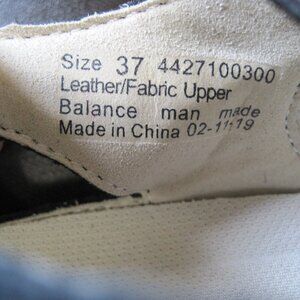 Size 37 4427100300
Leather/Fabric Upper
Balance man made
Made in China 02-11-19